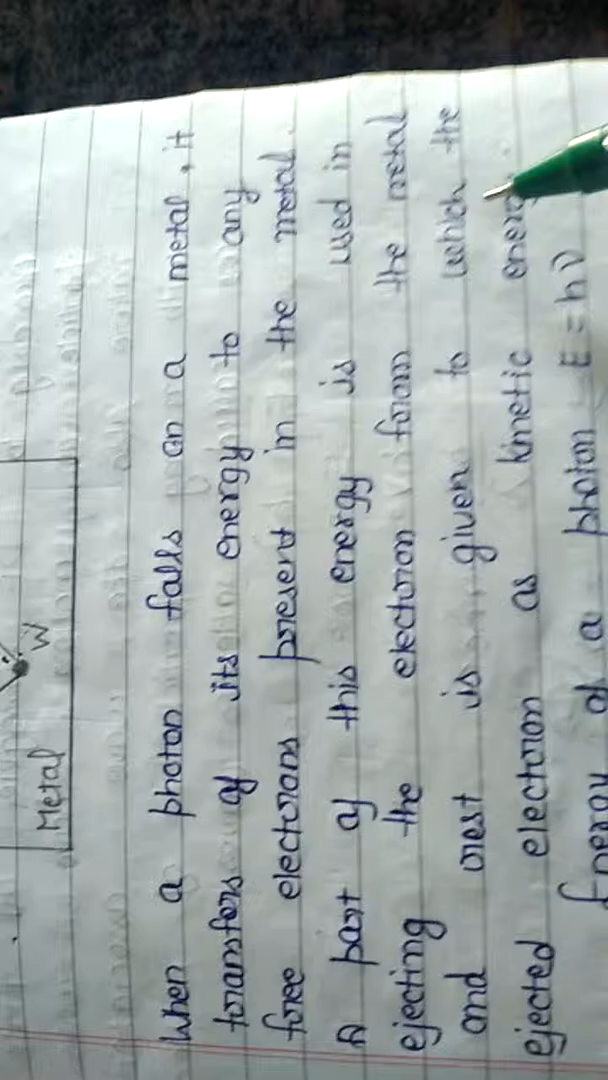 Metal
W
When a photon falls on a metal, it
transfers of its energy to any
free electrons present in the metal.
A part of this energy is used in
ejecting the electron from the metal
and rest is given to which the
ejected electron as kinetic
Energy of a photon E = hν